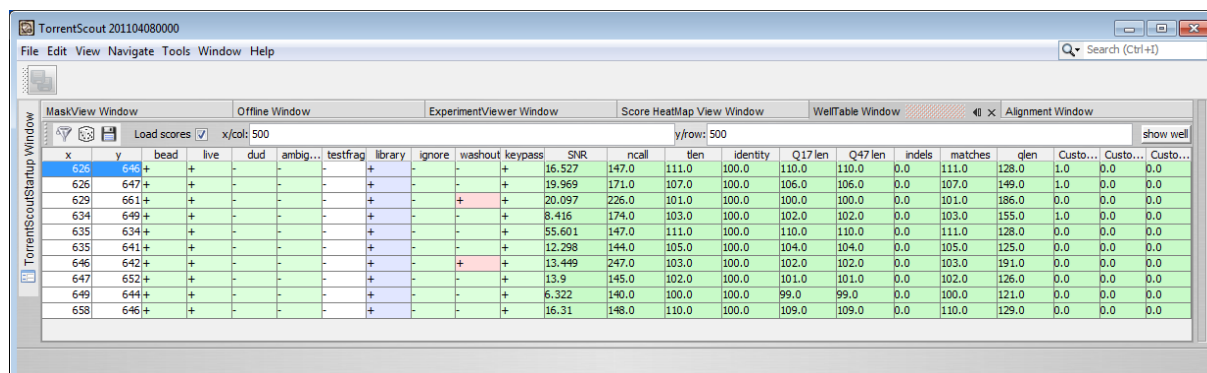 TorrentScout 201104080000
File Edit View Navigate Tools Window Help Search (Ctrl+I)
TorrentScoutStartup Window
MaskView Window Offline Window ExperimentViewer Window Score HeatMap View Window WellTable Window Alignment Window
Load scores x/col: 500 y/row: 500 show well
x y bead live dud ambig... testfrag library ignore washout keypass SNR ncall tlen identity Q17 len Q47 len indels matches qlen Custo... Custo... Custo...
626 646 + + - - - + - - + 16.527 147.0 111.0 100.0 110.0 110.0 0.0 111.0 128.0 1.0 0.0 0.0
626 647 + + - - - + - - + 19.969 171.0 107.0 100.0 106.0 106.0 0.0 107.0 149.0 1.0 0.0 0.0
629 661 + + - - - + - + + 20.097 226.0 101.0 100.0 100.0 100.0 0.0 101.0 186.0 0.0 0.0 0.0
634 649 + + - - - + - - + 8.416 174.0 103.0 100.0 102.0 102.0 0.0 103.0 155.0 1.0 0.0 0.0
635 634 + + - - - + - - + 55.601 147.0 111.0 100.0 110.0 110.0 0.0 111.0 128.0 0.0 0.0 0.0
635 641 + + - - - + - - + 12.298 144.0 105.0 100.0 104.0 104.0 0.0 105.0 125.0 0.0 0.0 0.0
646 642 + + - - - + - + + 13.449 247.0 103.0 100.0 102.0 102.0 0.0 103.0 191.0 0.0 0.0 0.0
647 652 + + - - - + - - + 13.9 145.0 102.0 100.0 101.0 101.0 0.0 102.0 126.0 0.0 0.0 0.0
649 644 + + - - - + - - + 6.322 140.0 100.0 100.0 99.0 99.0 0.0 100.0 121.0 0.0 0.0 0.0
658 646 + + - - - + - - + 16.31 148.0 110.0 100.0 109.0 109.0 0.0 110.0 129.0 0.0 0.0 0.0